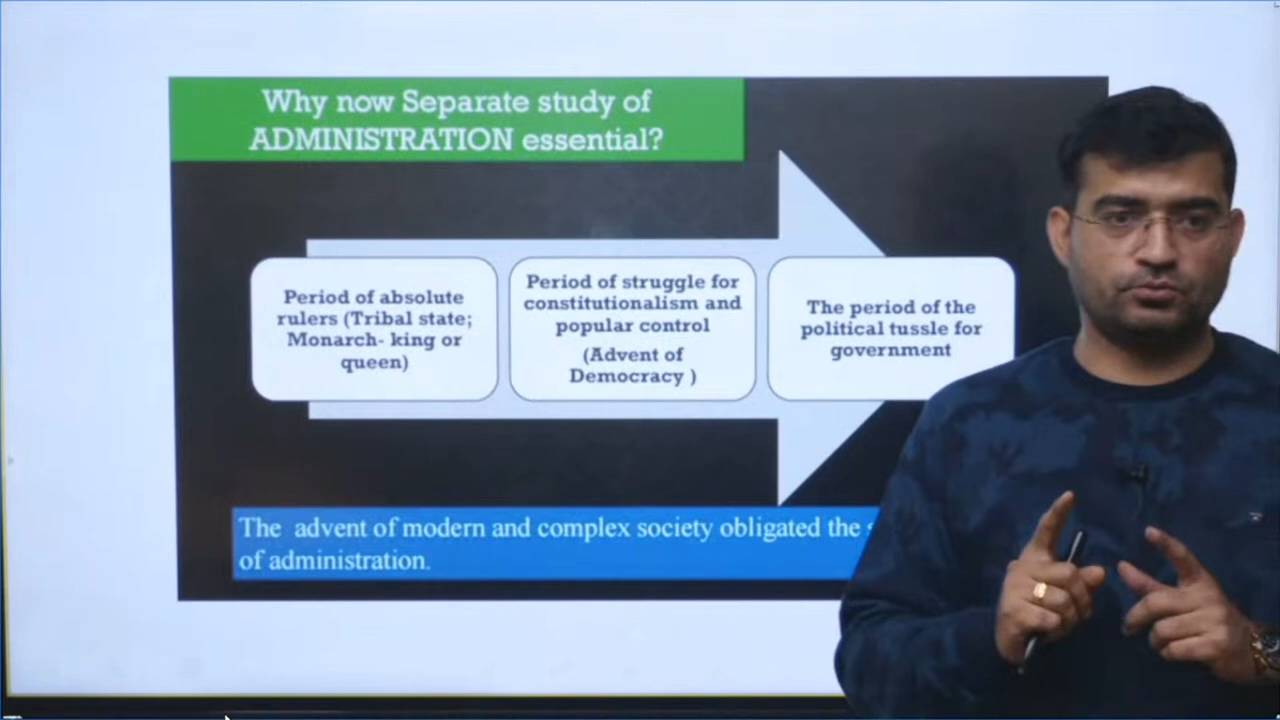 Why now Separate study of
ADMINISTRATION essential?
Period of absolute
rulers (Tribal state;
Monarch- king or
queen)
Period of struggle for
constitutionalism and
popular control
(Advent of
Democracy )
The period of the
political tussle for
government
The advent of modern and complex society obligated the
of administration.